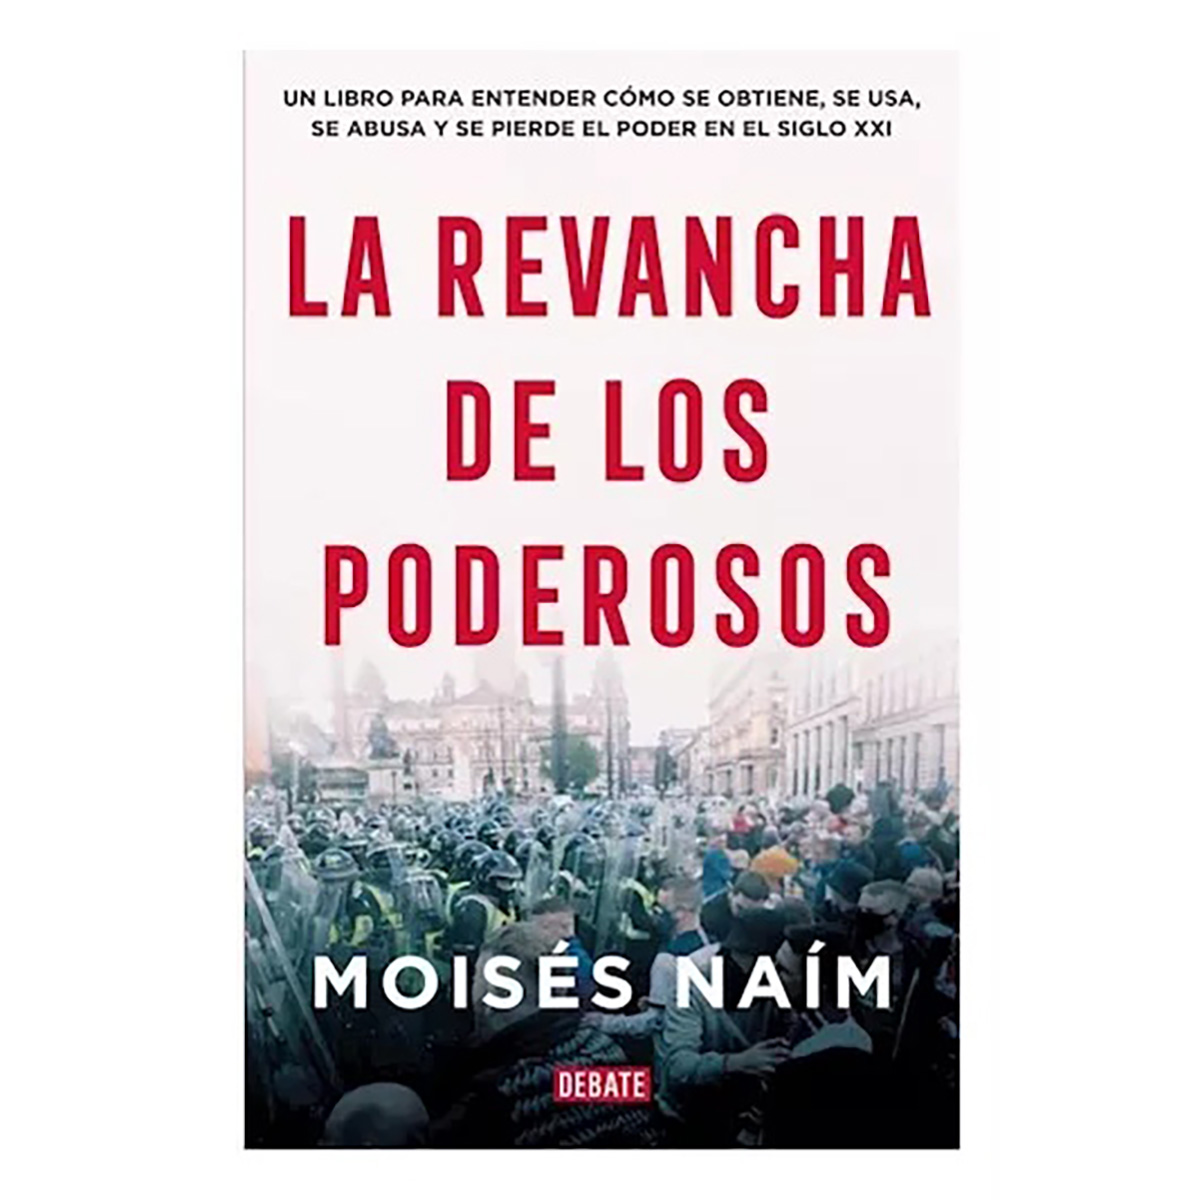 UN LIBRO PARA ENTENDER CÓMO SE OBTIENE, SE USA,
SE ABUSA Y SE PIERDE EL PODER EN EL SIGLO XXI
LA REVANCHA
DE LOS
PODEROSOS
MOISÉS NAÍM
DEBATE